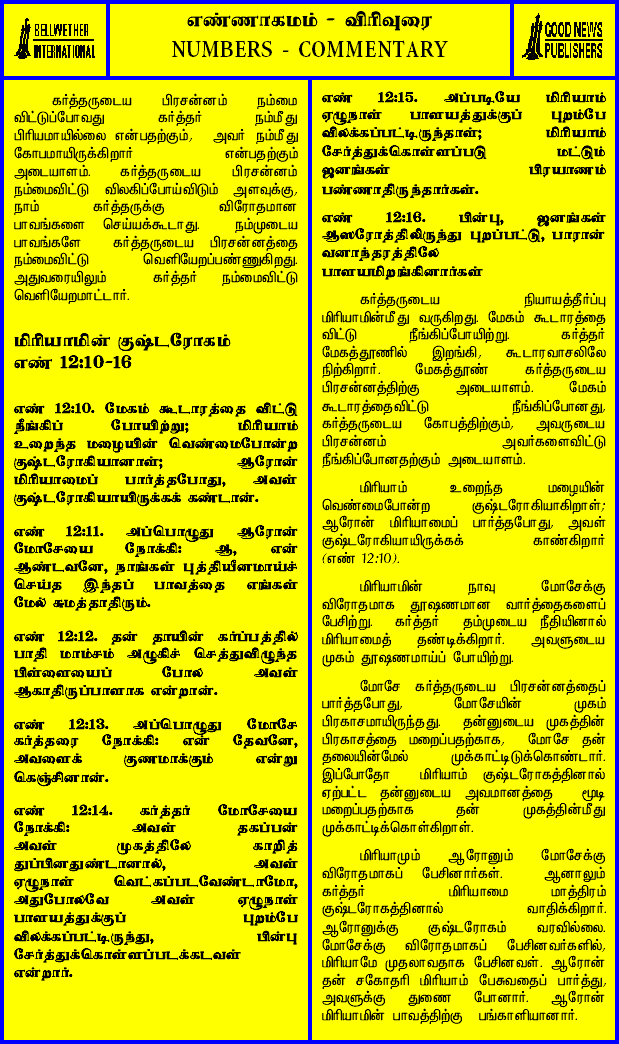 BELLWETHER
INTERNATIONAL
எண்ணாகமம் - விரிவுரை
NUMBERS - COMMENTARY
GOOD NEWS
PUBLISHERS
கர்த்தருடைய பிரசன்னம் நம்மை
விட்டுப்போவது கர்த்தர் நம்மீது
பிரியமாயில்லை என்பதற்கும், அவர் நம்மீது
கோபமாயிருக்கிறார் என்பதற்கும்
அடையாளம். கர்த்தருடைய பிரசன்னம்
நம்மைவிட்டு விலகிப்போய்விடும் அளவுக்கு,
நாம் கர்த்தருக்கு விரோதமான
பாவங்களை செய்யக்கூடாது. நம்முடைய
பாவங்களே கர்த்தருடைய பிரசன்னத்தை
நம்மைவிட்டு வெளியேறப்பண்ணுகிறது.
அதுவரையிலும் கர்த்தர் நம்மைவிட்டு
வெளியேறமாட்டார்.
மிரியாமின் குஷ்டரோகம்
எண் 12:10-16
எண் 12:10. மேகம் கூடாரத்தை விட்டு
நீங்கிப் போயிற்று; மிரியாம்
உறைந்த மழையின் வெண்மைபோன்ற
குஷ்டரோகியானாள்; ஆரோன்
மிரியாமைப் பார்த்தபோது, அவள்
குஷ்டரோகியாயிருக்கக் கண்டான்.
எண் 12:11. அப்பொழுது ஆரோன்
மோசேயை நோக்கி: ஆ, என்
ஆண்டவனே, நாங்கள் புத்தியீனமாய்ச்
செய்த இந்தப் பாவத்தை எங்கள்
மேல் சுமத்தாதிரும்.
எண் 12:12. தன் தாயின் கர்ப்பத்தில்
பாதி மாம்சம் அழுகிச் செத்துவிழுந்த
பிள்ளையைப் போல அவள்
ஆகாதிருப்பாளாக என்றான்.
எண் 12:13. அப்பொழுது மோசே
கர்த்தரை நோக்கி: என் தேவனே,
அவளைக் குணமாக்கும் என்று
கெஞ்சினான்.
எண் 12:14. கர்த்தர் மோசேயை
நோக்கி: அவள் தகப்பன்
அவள் முகத்திலே காறித்
துப்பினதுண்டானால், அவள்
ஏழுநாள் வெட்கப்படவேண்டாமோ,
அதுபோலவே அவள் ஏழுநாள்
பாளயத்துக்குப் புறம்பே
விலக்கப்பட்டிருந்து, பின்பு
சேர்த்துக்கொள்ளப்படக்கடவள்
என்றார்.
எண் 12:15. அப்படியே மிரியாம்
ஏழுநாள் பாளயத்துக்குப் புறம்பே
விலக்கப்பட்டிருந்தாள்; மிரியாம்
சேர்த்துக்கொள்ளப்படு மட்டும்
ஜனங்கள் பிரயாணம்
பண்ணாதிருந்தார்கள்.
எண் 12:16. பின்பு, ஜனங்கள்
ஆஸரோத்திலிருந்து புறப்பட்டு, பாரான்
வனாந்தரத்திலே
பாளயமிறங்கினார்கள்
கர்த்தருடைய நியாயத்தீர்ப்பு
மிரியாமின்மீது வருகிறது. மேகம் கூடாரத்தை
விட்டு நீங்கிப்போயிற்று. கர்த்தர்
மேகத்தூணில் இறங்கி, கூடாரவாசலிலே
நிற்கிறார். மேகத்தூண் கர்த்தருடைய
பிரசன்னத்திற்கு அடையாளம். மேகம்
கூடாரத்தைவிட்டு நீங்கிப்போனது,
கர்த்தருடைய கோபத்திற்கும், அவருடைய
பிரசன்னம் அவர்களைவிட்டு
நீங்கிப்போனதற்கும் அடையாளம்.
மிரியாம் உறைந்த மழையின்
வெண்மைபோன்ற குஷ்டரோகியாகிறாள்;
ஆரோன் மிரியாமைப் பார்த்தபோது, அவள்
குஷ்டரோகியாயிருக்கக் காண்கிறார்
(எண் 12:10).
மிரியாமின் நாவு மோசேக்கு
விரோதமாக தூஷணமான வார்த்தைகளைப்
பேசிற்று. கர்த்தர் தம்முடைய நீதியினால்
மிரியாமைத் தண்டிக்கிறார். அவளுடைய
முகம் தூஷணமாய்ப் போயிற்று.
மோசே கர்த்தருடைய பிரசன்னத்தைப்
பார்த்தபோது, மோசேயின் முகம்
பிரகாசமாயிருந்தது. தன்னுடைய முகத்தின்
பிரகாசத்தை மறைப்பதற்காக, மோசே தன்
தலையின்மேல் முக்காட்டிடுக்கொண்டார்.
இப்போதோ மிரியாம் குஷ்டரோகத்தினால்
ஏற்பட்ட தன்னுடைய அவமானத்தை மூடி
மறைப்பதற்காக தன் முகத்தின்மீது
முக்காட்டிக்கொள்கிறாள்.
மிரியாமும் ஆரோனும் மோசேக்கு
விரோதமாகப் பேசினார்கள். ஆனாலும்
கர்த்தர் மிரியாமை மாத்திரம்
குஷ்டரோகத்தினால் வாதிக்கிறார்.
ஆரோனுக்கு குஷ்டரோகம் வரவில்லை.
மோசேக்கு விரோதமாகப் பேசினவர்களில்,
மிரியாமே முதலாவதாக பேசினவள். ஆரோன்
தன் சகோதரி மிரியாம் பேசுவதைப் பார்த்து,
அவளுக்கு துணை போனார். ஆரோன்
மிரியாமின் பாவத்திற்கு பங்காளியானார்.